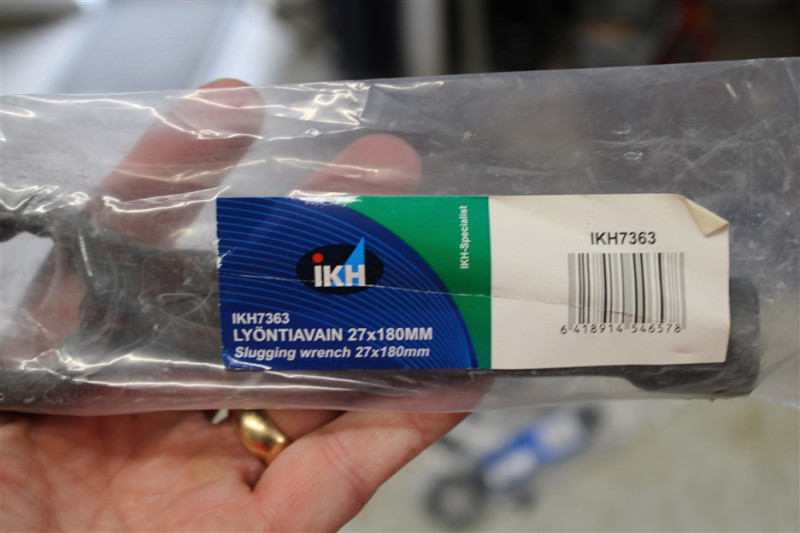 IKH
IKH7363
LYÖNTIAVAIN 27x180MM
Slugging wrench 27x180mm
IKH-Specialist
IKH7363
6 418914 546578